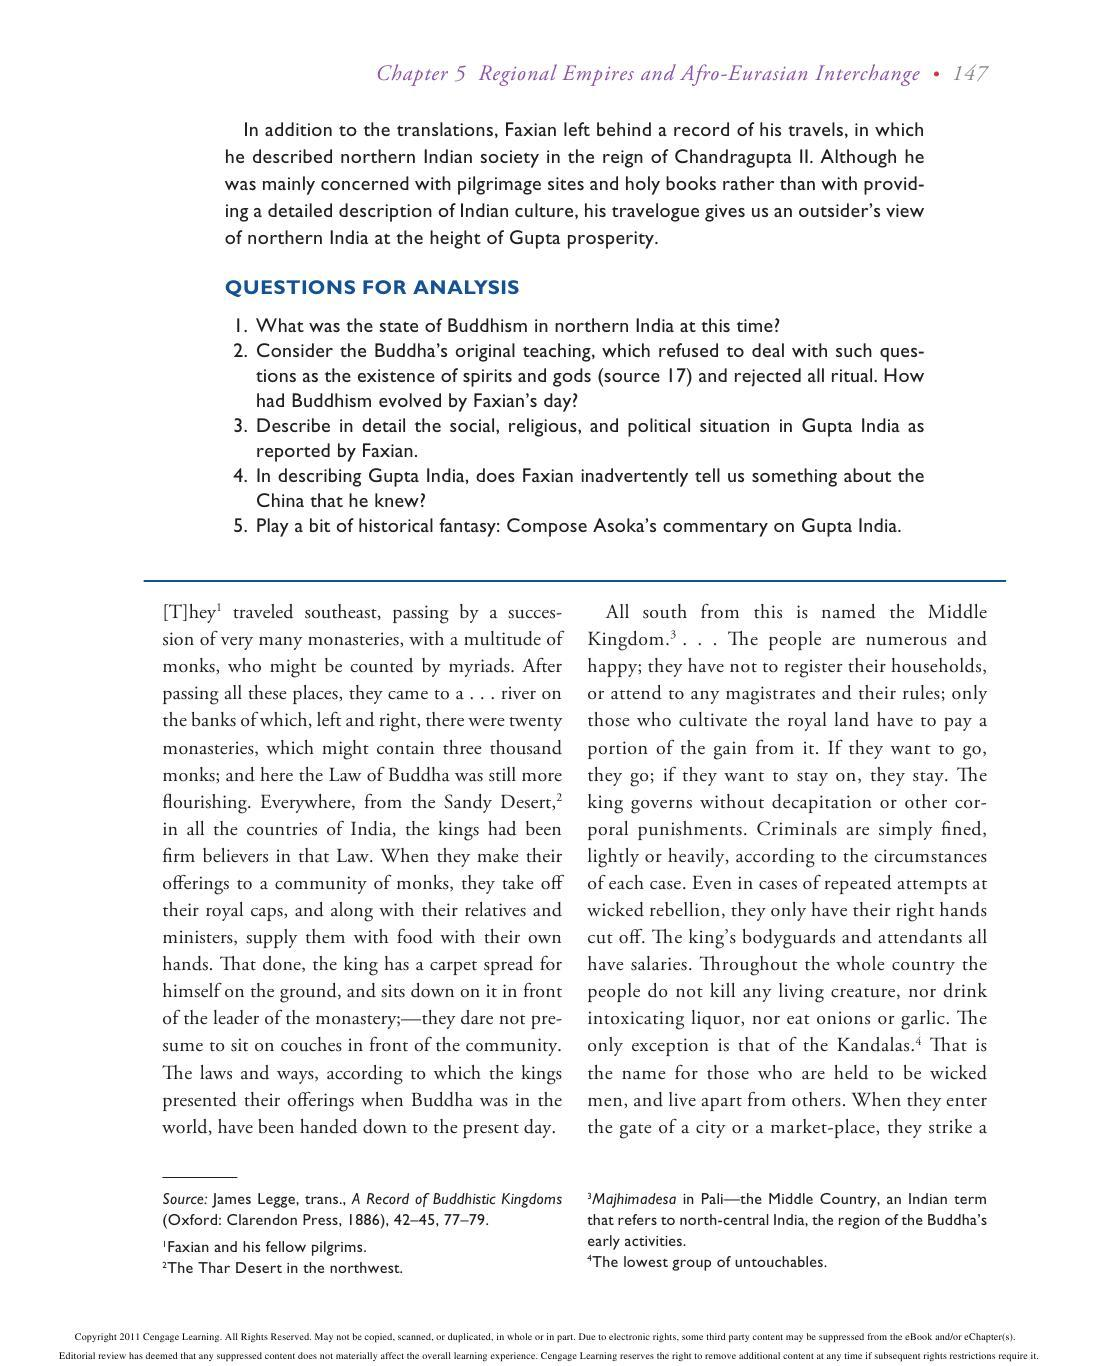 Chapter 5 Regional Empires and Afro-Eurasian Interchange • 147
In addition to the translations, Faxian left behind a record of his travels, in which
he described northern Indian society in the reign of Chandragupta II. Although he
was mainly concerned with pilgrimage sites and holy books rather than with provid-
ing a detailed description of Indian culture, his travelogue gives us an outsider's view
of northern India at the height of Gupta prosperity.
QUESTIONS FOR ANALYSIS
1. What was the state of Buddhism in northern India at this time?
2. Consider the Buddha's original teaching, which refused to deal with such ques-
tions as the existence of spirits and gods (source 17) and rejected all ritual. How
had Buddhism evolved by Faxian's day?
3. Describe in detail the social, religious, and political situation in Gupta India as
reported by Faxian.
4. In describing Gupta India, does Faxian inadvertently tell us something about the
China that he knew?
5. Play a bit of historical fantasy: Compose Asoka's commentary on Gupta India.
[T]hey¹ traveled southeast, passing by a succes-
sion of very many monasteries, with a multitude of
monks, who might be counted by myriads. After
passing all these places, they came to a . . . river on
the banks of which, left and right, there were twenty
monasteries, which might contain three thousand
monks; and here the Law of Buddha was still more
flourishing. Everywhere, from the Sandy Desert,²
in all the countries of India, the kings had been
firm believers in that Law. When they make their
offerings to a community of monks, they take off
their royal caps, and along with their relatives and
ministers, supply them with food with their own
hands. That done, the king has a carpet spread for
himself on the ground, and sits down on it in front
of the leader of the monastery;—they dare not pre-
sume to sit on couches in front of the community.
The laws and ways, according to which the kings
presented their offerings when Buddha was in the
world, have been handed down to the present day.
All south from this is named the Middle
Kingdom.³ . . . The people are numerous and
happy; they have not to register their households,
or attend to any magistrates and their rules; only
those who cultivate the royal land have to pay a
portion of the gain from it. If they want to go,
they go; if they want to stay on, they stay. The
king governs without decapitation or other cor-
poral punishments. Criminals are simply fined,
lightly or heavily, according to the circumstances
of each case. Even in cases of repeated attempts at
wicked rebellion, they only have their right hands
cut off. The king's bodyguards and attendants all
have salaries. Throughout the whole country the
people do not kill any living creature, nor drink
intoxicating liquor, nor eat onions or garlic. The
only exception is that of the Kandalas.⁴ That is
the name for those who are held to be wicked
men, and live apart from others. When they enter
the gate of a city or a market-place, they strike a
Source: James Legge, trans., A Record of Buddhistic Kingdoms
(Oxford: Clarendon Press, 1886), 42–45, 77–79.
¹Faxian and his fellow pilgrims.
²The Thar Desert in the northwest.
³Majhimadesa in Pali—the Middle Country, an Indian term
that refers to north-central India, the region of the Buddha's
early activities.
⁴The lowest group of untouchables.
Copyright 2011 Cengage Learning. All Rights Reserved. May not be copied, scanned, or duplicated, in whole or in part. Due to electronic rights, some third party content may be suppressed from the eBook and/or eChapter(s).
Editorial review has deemed that any suppressed content does not materially affect the overall learning experience. Cengage Learning reserves the right to remove additional content at any time if subsequent rights restrictions require it.